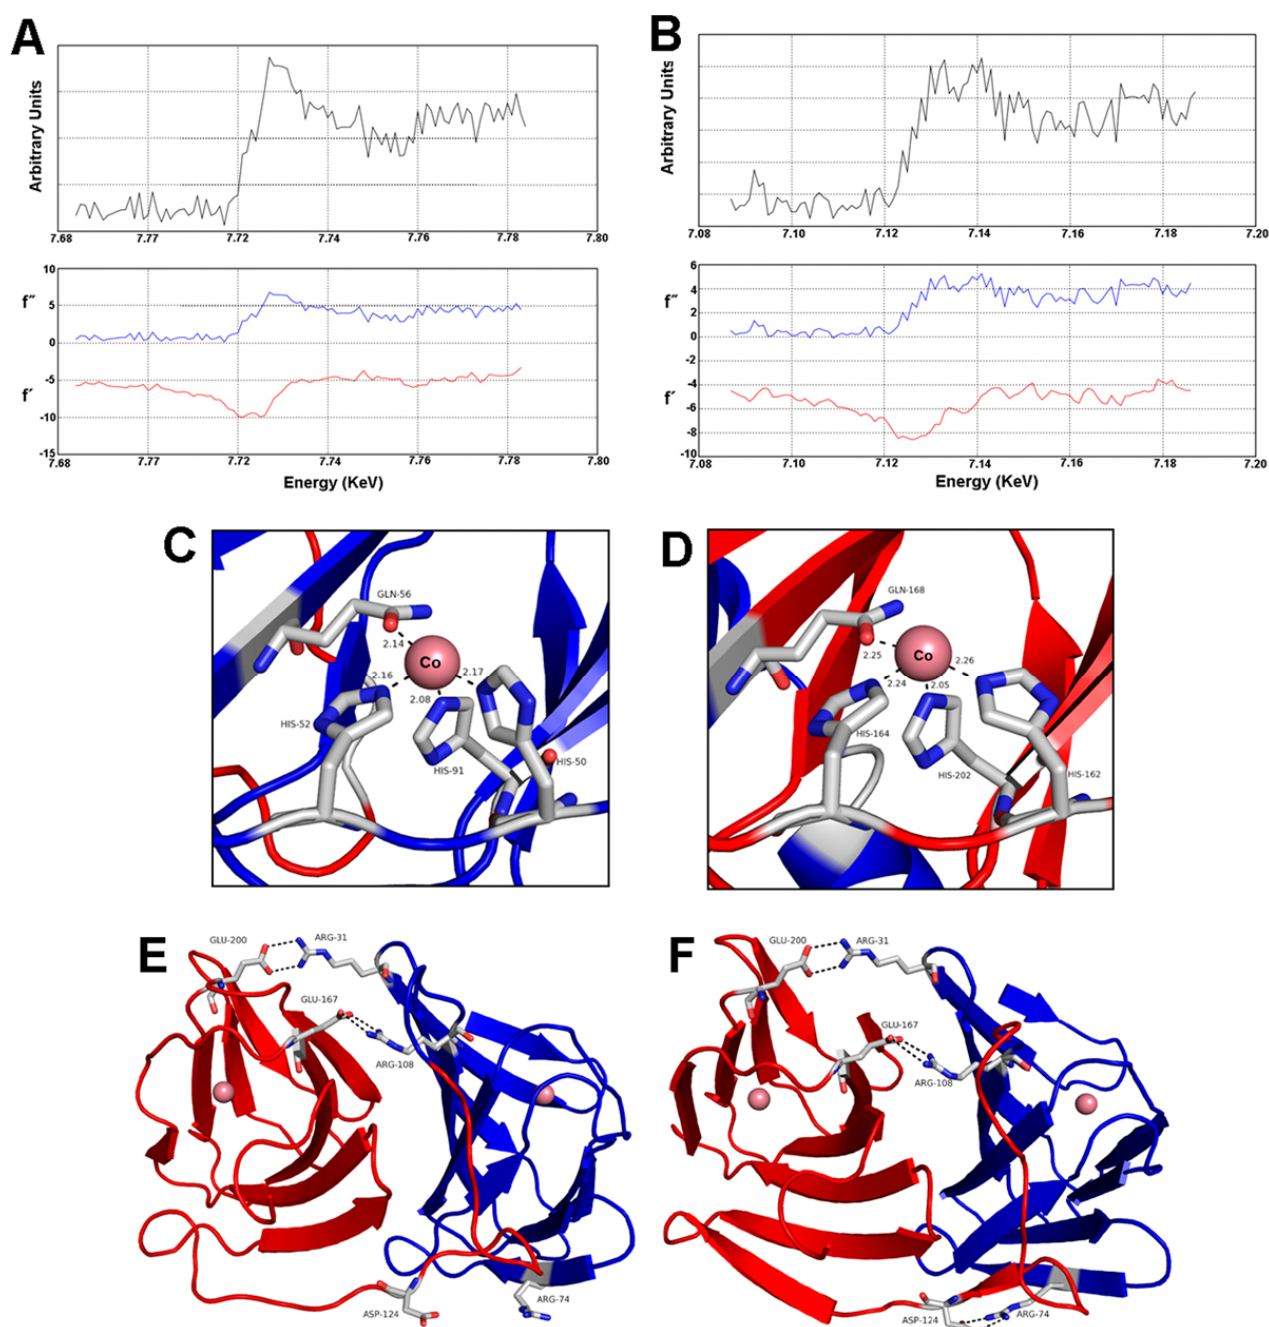 A
B
Arbitrary Units
Arbitrary Units
7.68 7.77 7.72 7.74 7.76 7.78 7.80
7.08 7.10 7.12 7.14 7.16 7.18 7.20
10
5
0
-5
-10
-15
f″
f′
7.68 7.77 7.72 7.74 7.76 7.78 7.80
Energy (KeV)
6
4
2
0
-2
-4
-6
-8
-10
f″
f′
7.08 7.10 7.12 7.14 7.16 7.18 7.20
Energy (KeV)
C
GLN-56
2.14
Co
2.16
2.17
2.08
HIS-52
HIS-91
HIS-50
D
GLN-168
2.25
Co
2.26
2.24
2.05
HIS-164
HIS-202
HIS-162
E
GLU-200
ARG-31
GLU-167
ARG-108
ASP-124
ARG-74
F
GLU-200
ARG-31
GLU-167
ARG-108
ASP-124
ARG-74